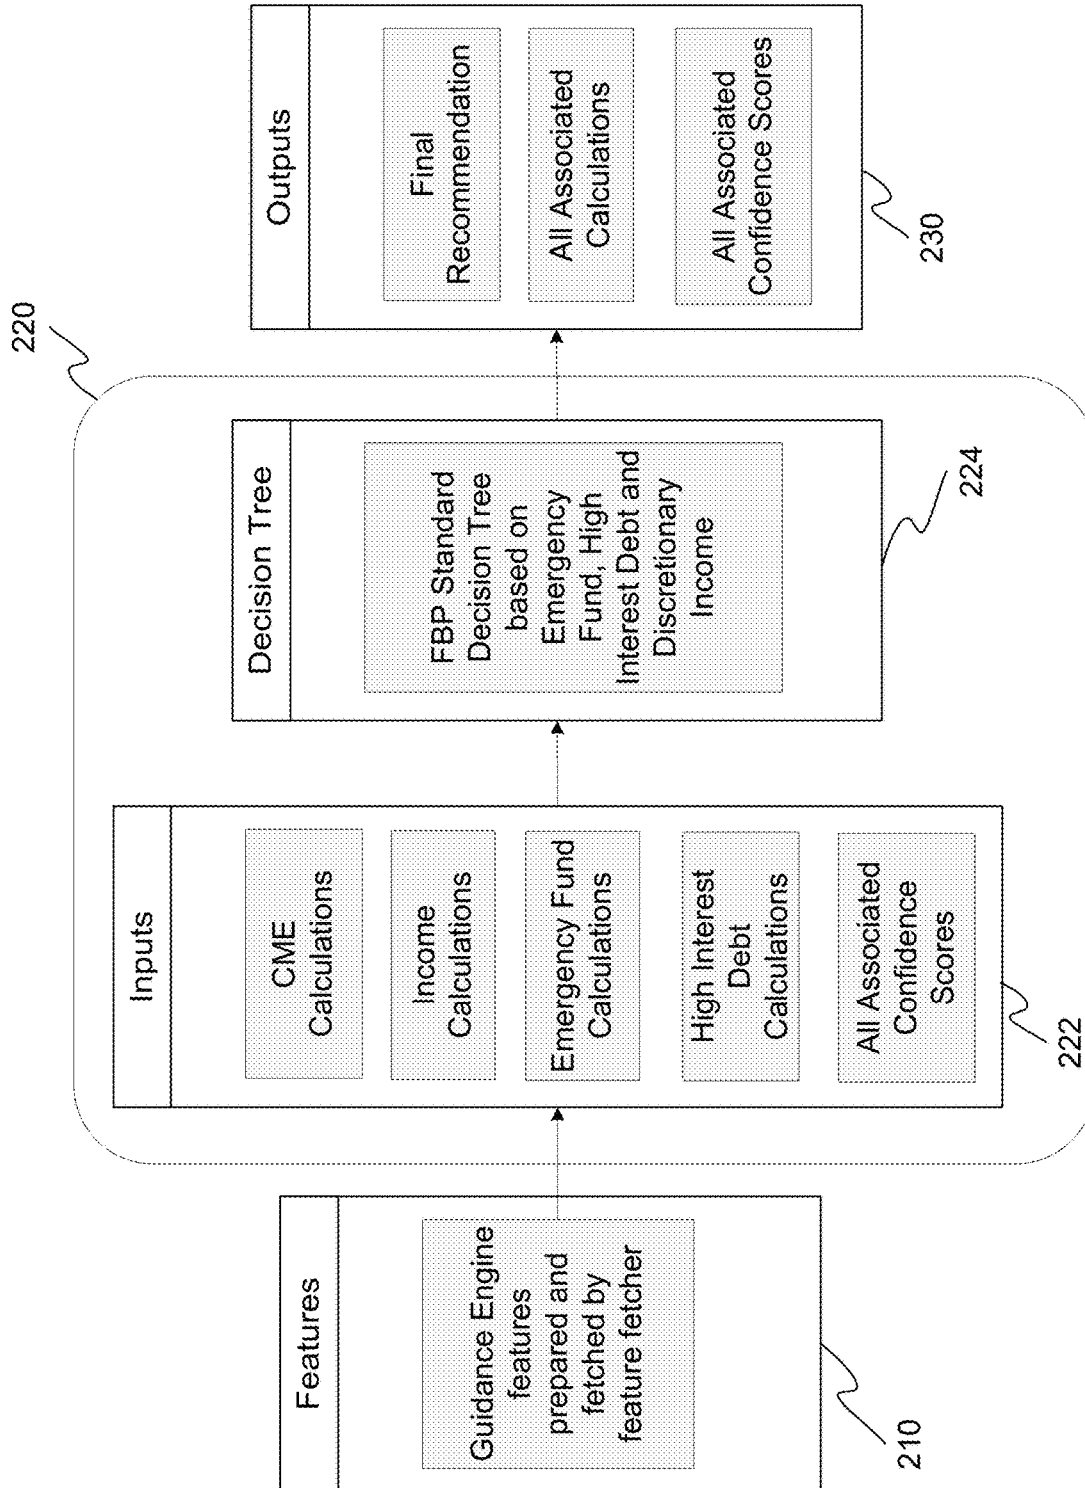 Features
Guidance Engine
features
prepared and
fetched by
feature fetcher
210
220
Inputs
CME
Calculations
Income
Calculations
Emergency Fund
Calculations
High Interest
Debt
Calculations
All Associated
Confidence
Scores
222
Decision Tree
FBP Standard
Decision Tree
based on
Emergency
Fund, High
Interest Debt and
Discretionary
Income
224
Outputs
Final
Recommendation
All Associated
Calculations
All Associated
Confidence Scores
230